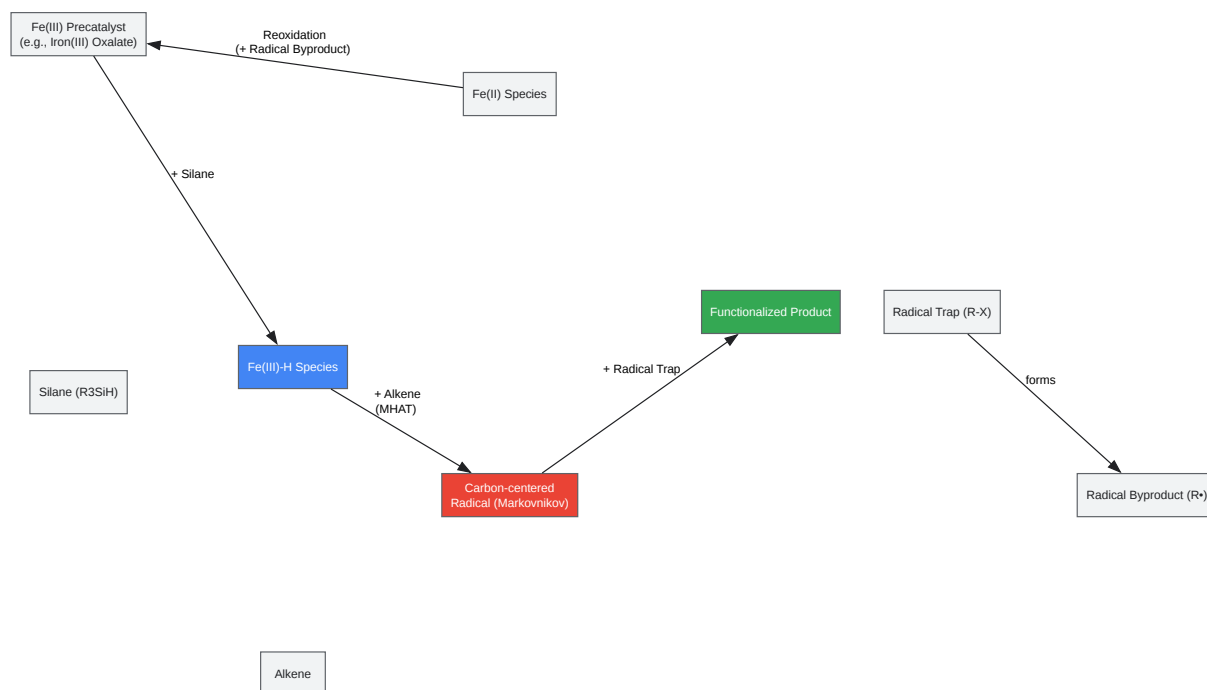 Fe(III) Precatalyst
(e.g., Iron(III) Oxalate)
Reoxidation
(+ Radical Byproduct)
Fe(II) Species
+ Silane
Functionalized Product
Radical Trap (R-X)
Fe(III)-H Species
+ Radical Trap
forms
Silane (R3SiH)
+ Alkene
(MHAT)
Carbon-centered
Radical (Markovnikov)
Radical Byproduct (R•)
Alkene